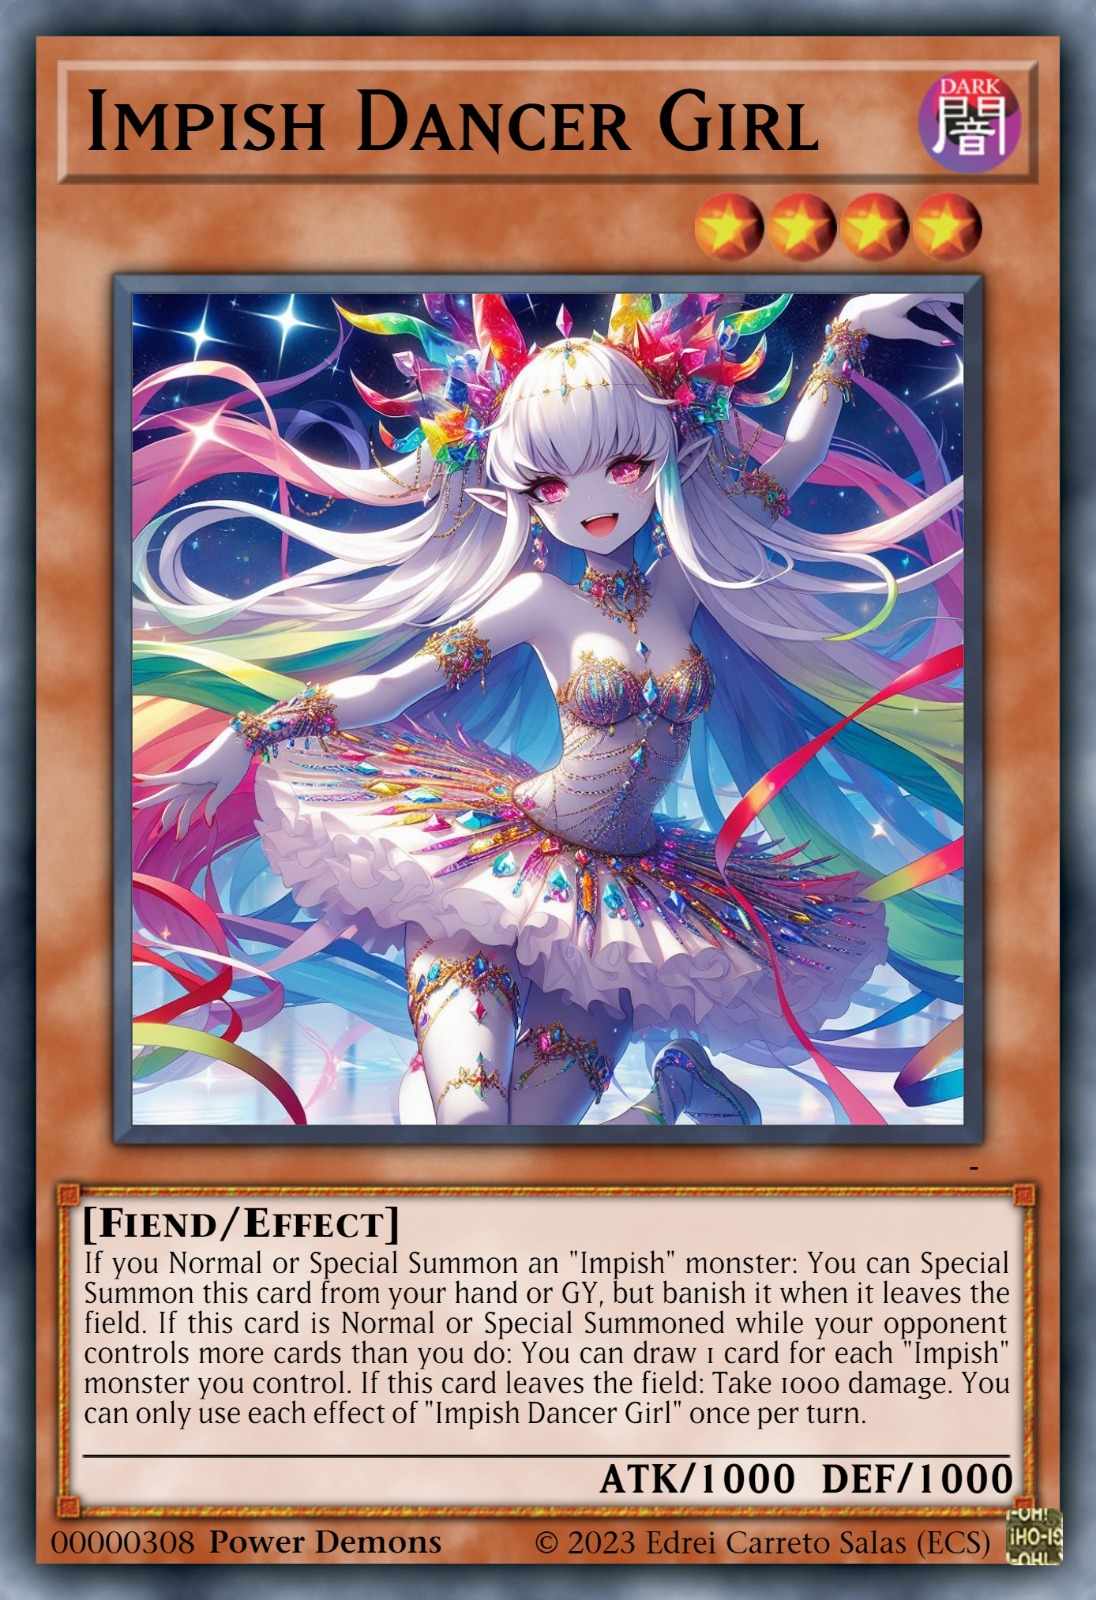 Impish Dancer Girl
DARK
闇
-
[Fiend/Effect]
If you Normal or Special Summon an "Impish" monster: You can Special
Summon this card from your hand or GY, but banish it when it leaves the
field. If this card is Normal or Special Summoned while your opponent
controls more cards than you do: You can draw 1 card for each "Impish"
monster you control. If this card leaves the field: Take 1000 damage. You
can only use each effect of "Impish Dancer Girl" once per turn.
ATK/1000 DEF/1000
00000308 Power Demons
© 2023 Edrei Carreto Salas (ECS)